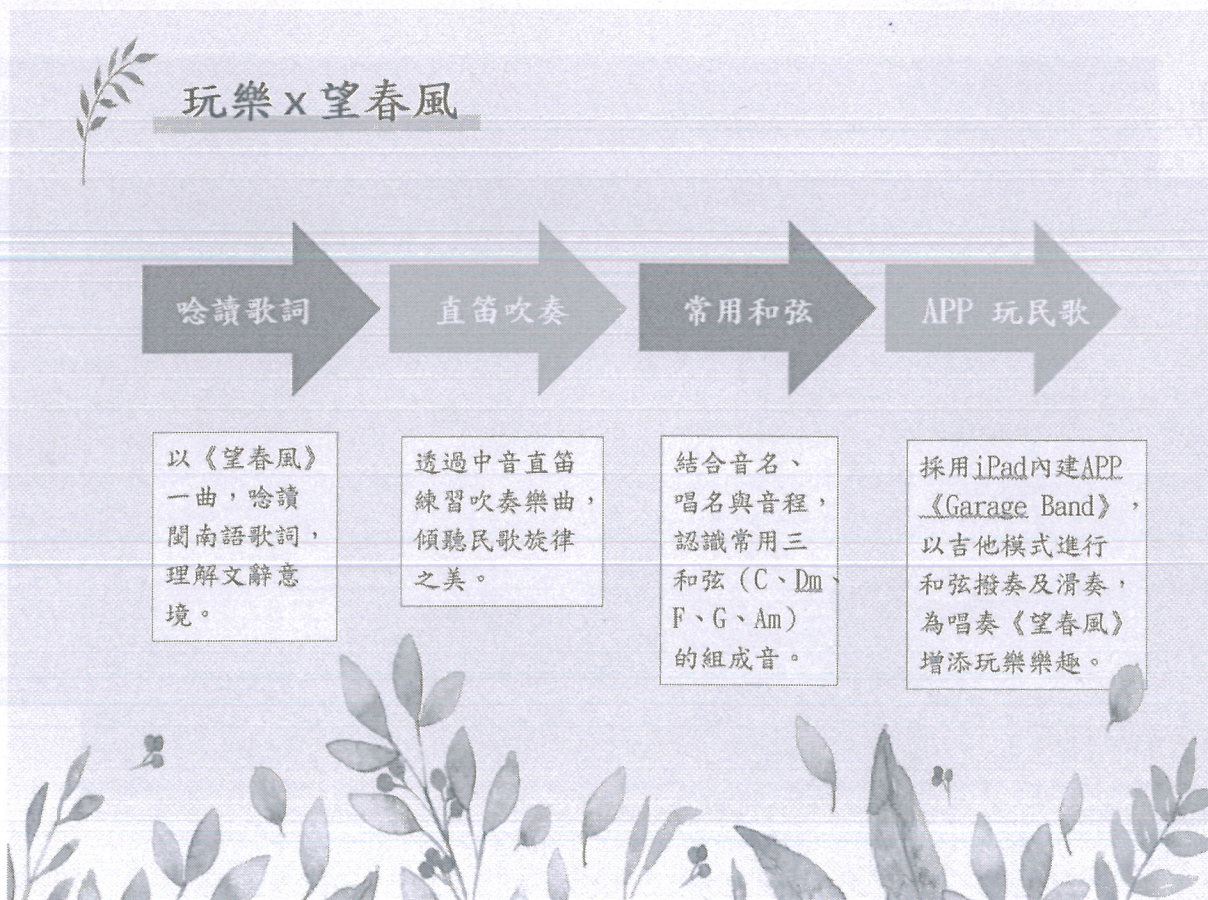 玩樂 x 望春風
唸讀歌詞
直笛吹奏
常用和弦
APP 玩民歌
以《望春風》
一曲，唸讀
閩南語歌詞，
理解文辭意
境。
透過中音直笛
練習吹奏樂曲，
傾聽民歌旋律
之美。
結合音名、
唱名與音程，
認識常用三
和弦（C、Dm、
F、G、Am）
的組成音。
採用iPad內建APP
《Garage Band》，
以吉他模式進行
和弦撥奏及滑奏，
為唱奏《望春風》
增添玩樂樂趣。